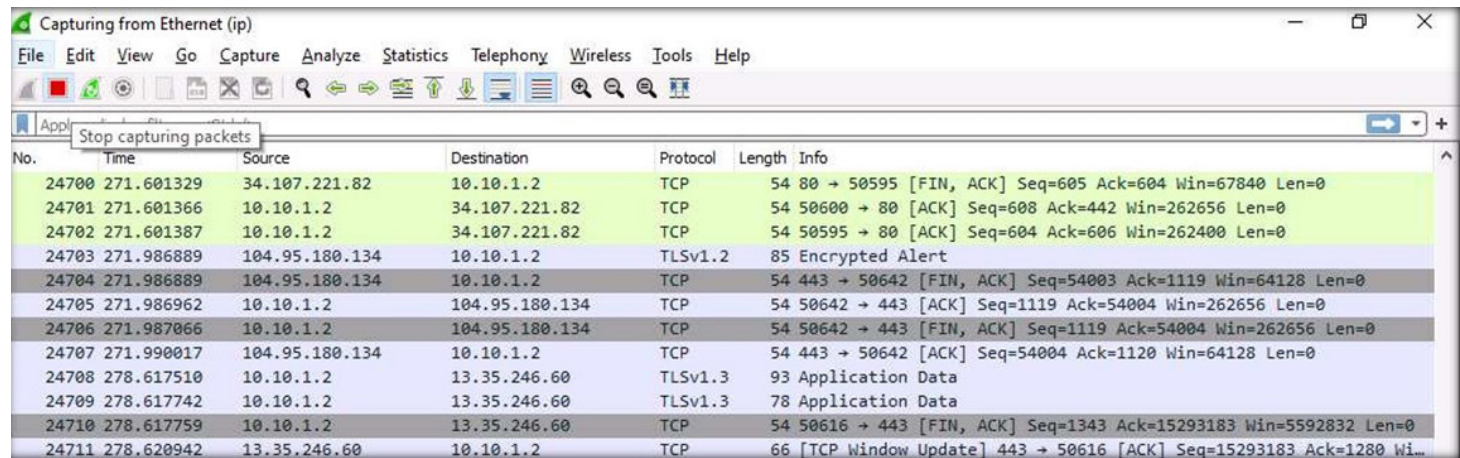 Capturing from Ethernet (ip)
File Edit View Go Capture Analyze Statistics Telephony Wireless Tools Help
Stop capturing packets
No. Time Source Destination Protocol Length Info
24700 271.601329 34.107.221.82 10.10.1.2 TCP 54 80 → 50595 [FIN, ACK] Seq=605 Ack=604 Win=67840 Len=0
24701 271.601366 10.10.1.2 34.107.221.82 TCP 54 50600 → 80 [ACK] Seq=608 Ack=442 Win=262656 Len=0
24702 271.601387 10.10.1.2 34.107.221.82 TCP 54 50595 → 80 [ACK] Seq=604 Ack=606 Win=262400 Len=0
24703 271.986889 104.95.180.134 10.10.1.2 TLSv1.2 85 Encrypted Alert
24704 271.986889 104.95.180.134 10.10.1.2 TCP 54 443 → 50642 [FIN, ACK] Seq=54003 Ack=1119 Win=64128 Len=0
24705 271.986962 10.10.1.2 104.95.180.134 TCP 54 50642 → 443 [ACK] Seq=1119 Ack=54004 Win=262656 Len=0
24706 271.987066 10.10.1.2 104.95.180.134 TCP 54 50642 → 443 [FIN, ACK] Seq=1119 Ack=54004 Win=262656 Len=0
24707 271.990017 104.95.180.134 10.10.1.2 TCP 54 443 → 50642 [ACK] Seq=54004 Ack=1120 Win=64128 Len=0
24708 278.617510 10.10.1.2 13.35.246.60 TLSv1.3 93 Application Data
24709 278.617742 10.10.1.2 13.35.246.60 TLSv1.3 78 Application Data
24710 278.617759 10.10.1.2 13.35.246.60 TCP 54 50616 → 443 [FIN, ACK] Seq=1343 Ack=15293183 Win=5592832 Len=0
24711 278.620942 13.35.246.60 10.10.1.2 TCP 66 [TCP Window Update] 443 → 50616 [ACK] Seq=15293183 Ack=1280 Wi…